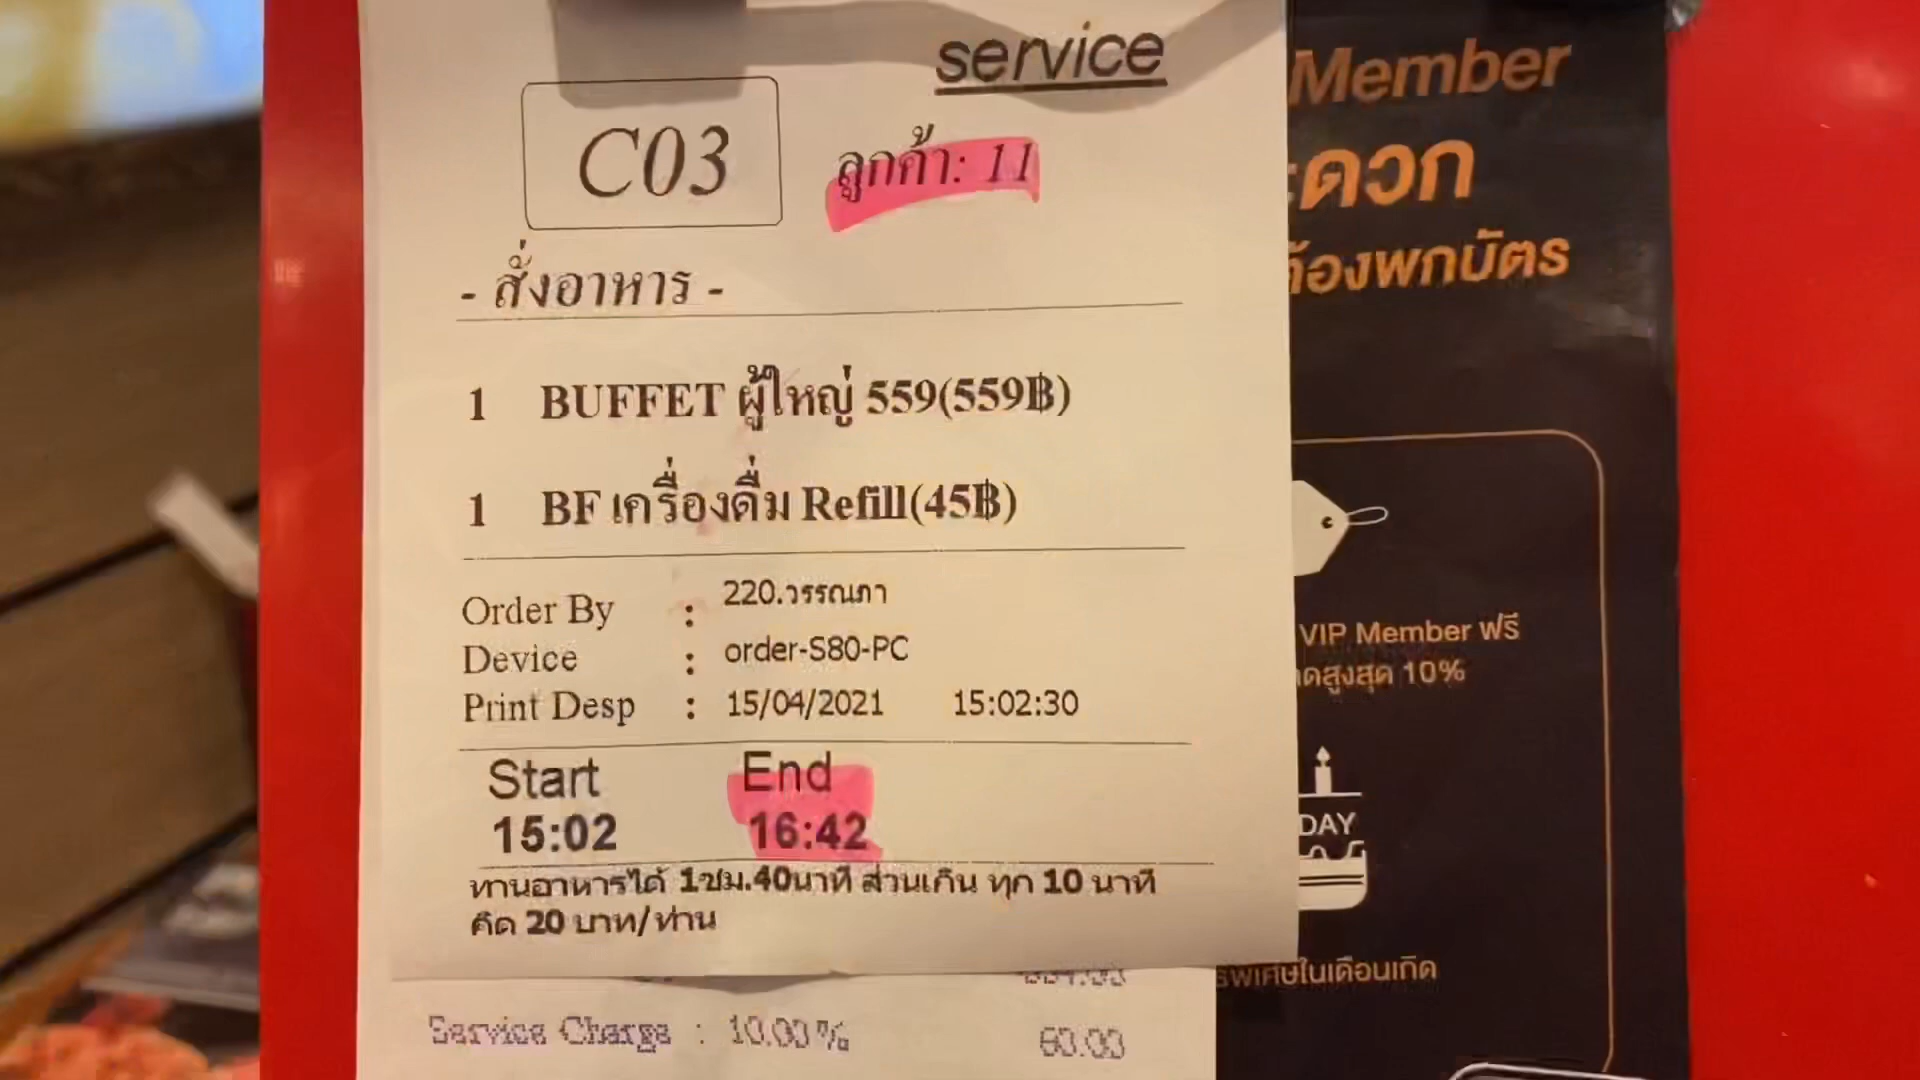 service
C03
ลูกค้า: 11
- สั่งอาหาร -
1 BUFFET ผู้ใหญ่ 559(559฿)
1 BF เครื่องดื่ม Refill(45฿)
Order By : 220.วรรณภา
Device : order-S80-PC
Print Desp : 15/04/2021 15:02:30
Start End
15:02 16:42
ทานอาหารได้ 1ชม.40นาที ส่วนเกิน ทุก 10 นาที
คิด 20 บาท/ท่าน
Service Charge : 10.00% 60.00
Member
VIP Member ฟรี
10%
DAY